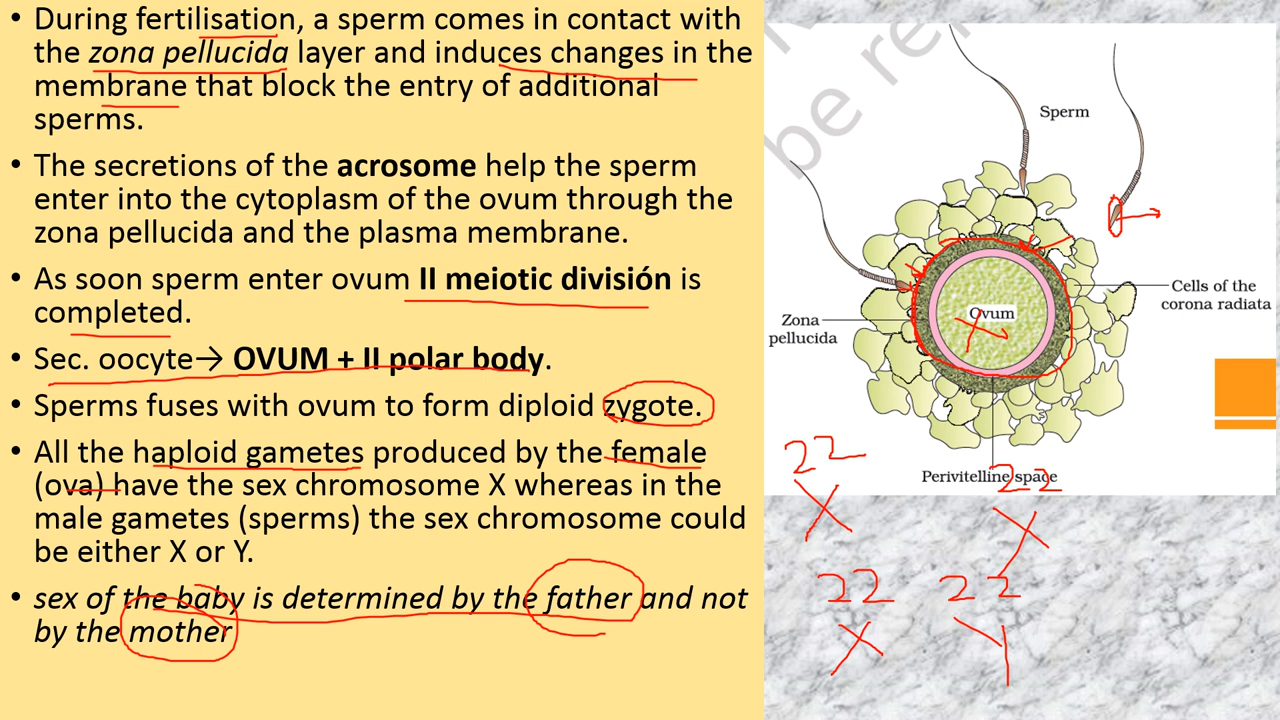 • During fertilisation, a sperm comes in contact with
the zona pellucida layer and induces changes in the
membrane that block the entry of additional
sperms.
• The secretions of the acrosome help the sperm
enter into the cytoplasm of the ovum through the
zona pellucida and the plasma membrane.
• As soon sperm enter ovum II meiotic división is
completed.
• Sec. oocyte→ OVUM + II polar body.
• Sperms fuses with ovum to form diploid zygote.
• All the haploid gametes produced by the female
(ova) have the sex chromosome X whereas in the
male gametes (sperms) the sex chromosome could
be either X or Y.
• sex of the baby is determined by the father and not
by the mother
be re
Sperm
Cells of the
corona radiata
Ovum
X
Zona
pellucida
Perivitelline space
22
22
X
22
22
X
Y